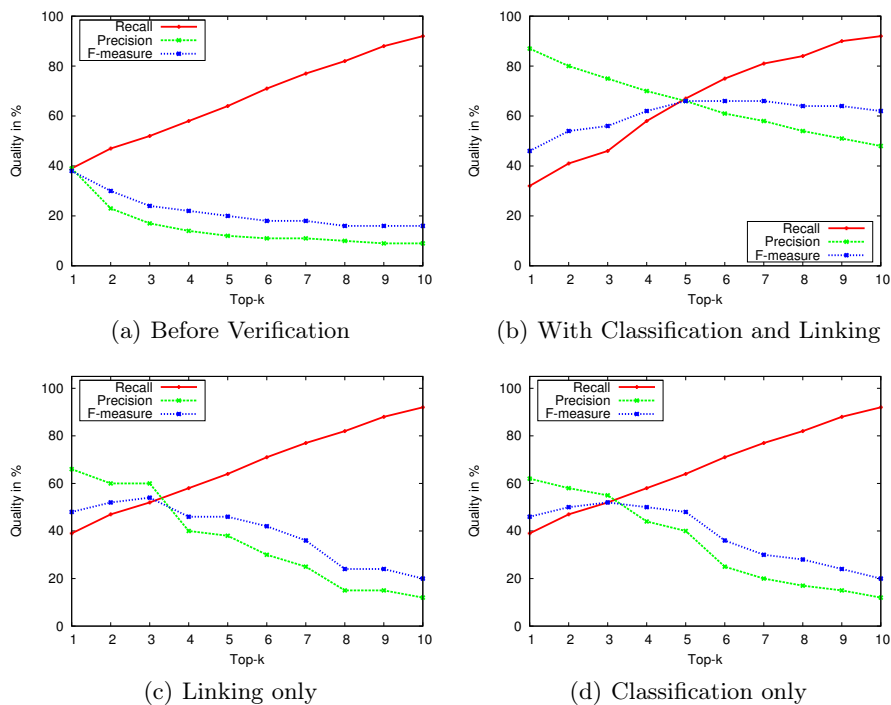 100
80
60
40
20
0
Quality in %
Recall
Precision
F-measure
1 2 3 4 5 6 7 8 9 10
Top-k
(a) Before Verification
100
80
60
40
20
0
Quality in %
Recall
Precision
F-measure
1 2 3 4 5 6 7 8 9 10
Top-k
(b) With Classification and Linking
100
80
60
40
20
0
Quality in %
Recall
Precision
F-measure
1 2 3 4 5 6 7 8 9 10
Top-k
(c) Linking only
100
80
60
40
20
0
Quality in %
Recall
Precision
F-measure
1 2 3 4 5 6 7 8 9 10
Top-k
(d) Classification only